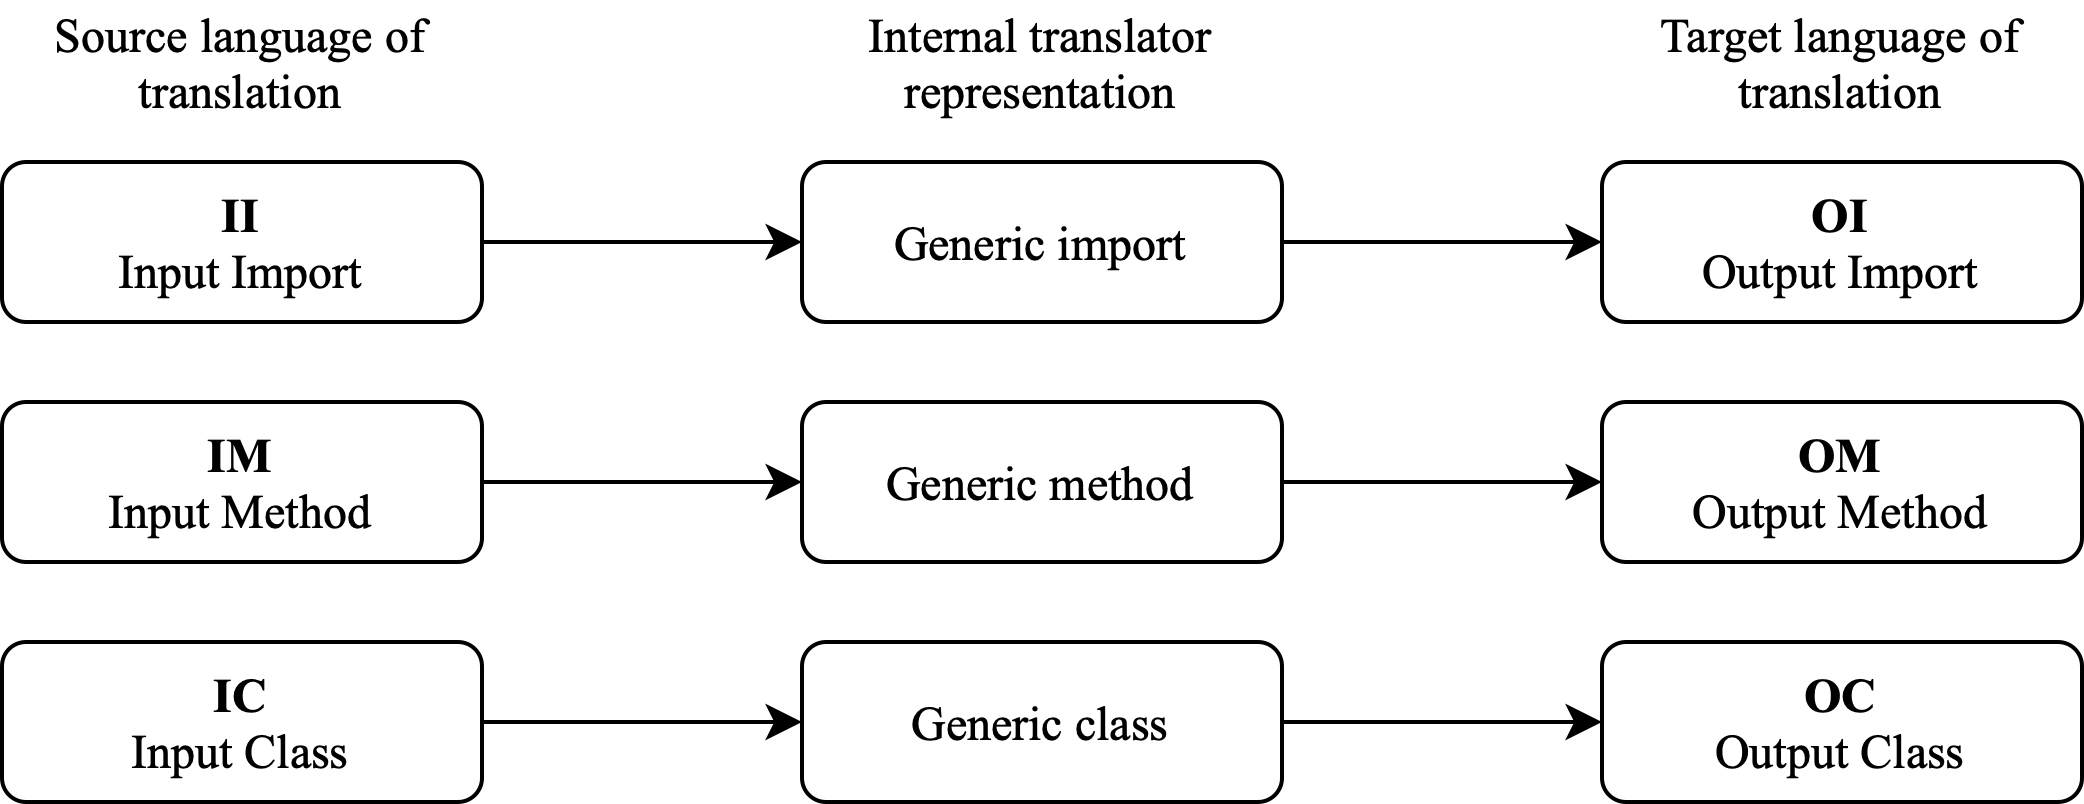 Source language of
translation
Internal translator
representation
Target language of
translation
II
Input Import
Generic import
OI
Output Import
IM
Input Method
Generic method
OM
Output Method
IC
Input Class
Generic class
OC
Output Class